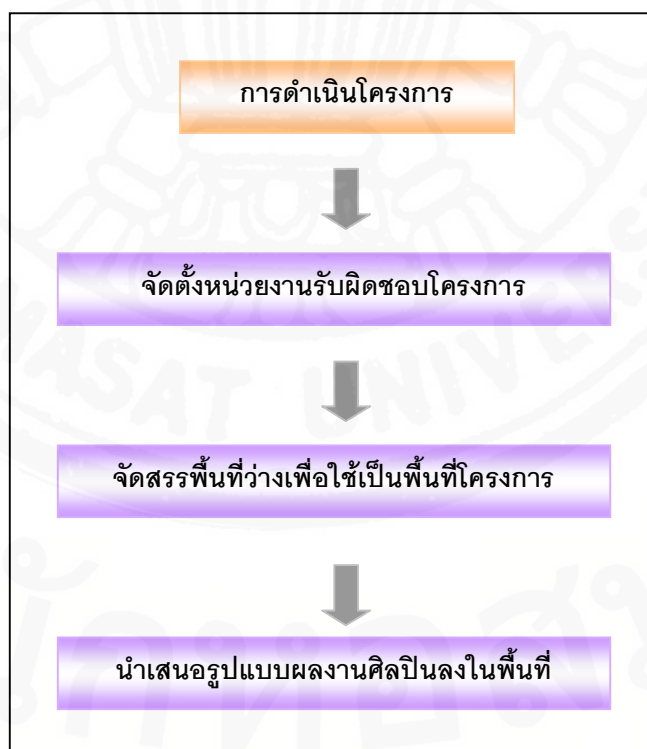 การดำเนินโครงการ
จัดตั้งหน่วยงานรับผิดชอบโครงการ
จัดสรรพื้นที่ว่างเพื่อใช้เป็นพื้นที่โครงการ
นำเสนอรูปแบบผลงานศิลปินลงในพื้นที่